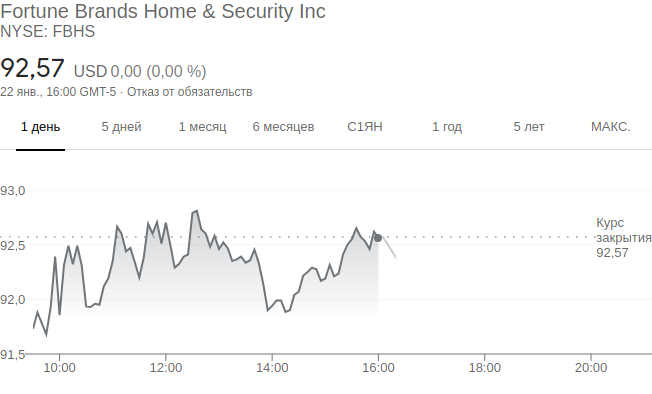 Fortune Brands Home & Security Inc
NYSE: FBHS
92,57 USD 0,00 (0,00 %)
22 янв., 16:00 GMT-5 · Отказ от обязательств
1 день 5 дней 1 месяц 6 месяцев С1ЯН 1 год 5 лет МАКС.
93,0
Курс
закрытия
92,5
92,57
92,0
91,5
10:00 12:00 14:00 16:00 18:00 20:00